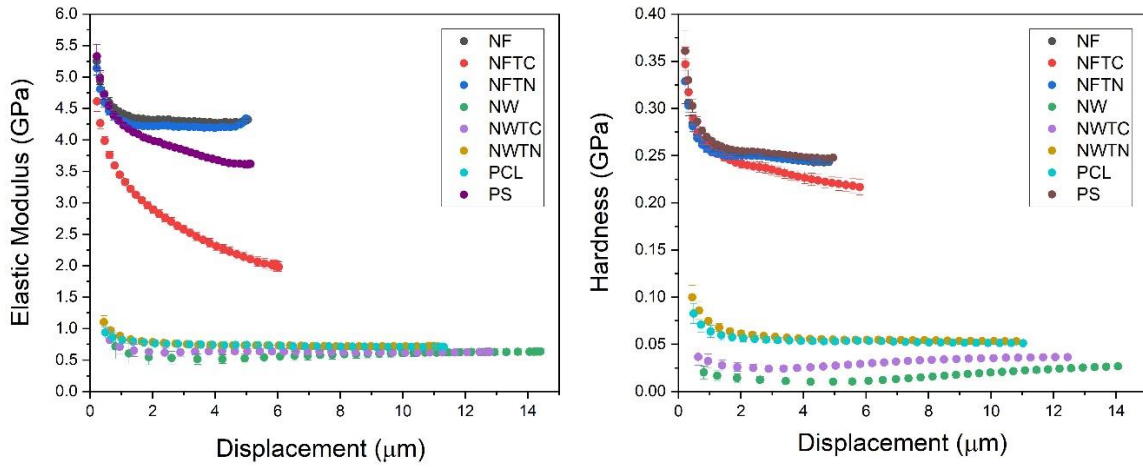 6.0
5.5
5.0
4.5
4.0
3.5
3.0
2.5
2.0
1.5
1.0
0.5
0.0
Elastic Modulus (GPa)
0 2 4 6 8 10 12 14
Displacement (μm)
NF
NFTC
NFTN
NW
NWTC
NWTN
PCL
PS
0.40
0.35
0.30
0.25
0.20
0.15
0.10
0.05
0.00
Hardness (GPa)
0 2 4 6 8 10 12 14
Displacement (μm)
NF
NFTC
NFTN
NW
NWTC
NWTN
PCL
PS